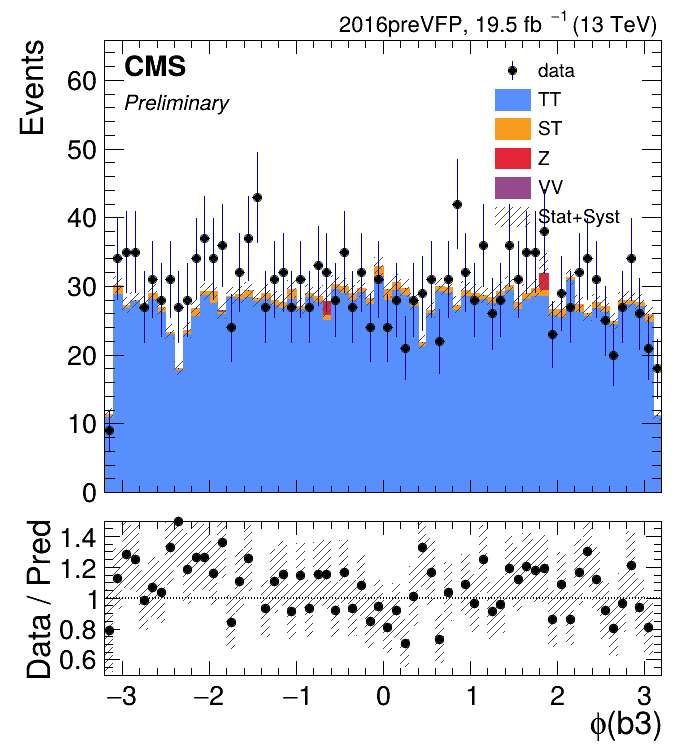 2016preVFP, 19.5 fb ⁻¹ (13 TeV)
CMS
Preliminary
Events
60
50
40
30
20
10
0
data
TT
ST
Z
VV
Stat+Syst
Data / Pred
1.4
1.2
1
0.8
0.6
−3 −2 −1 0 1 2 3
ϕ(b3)